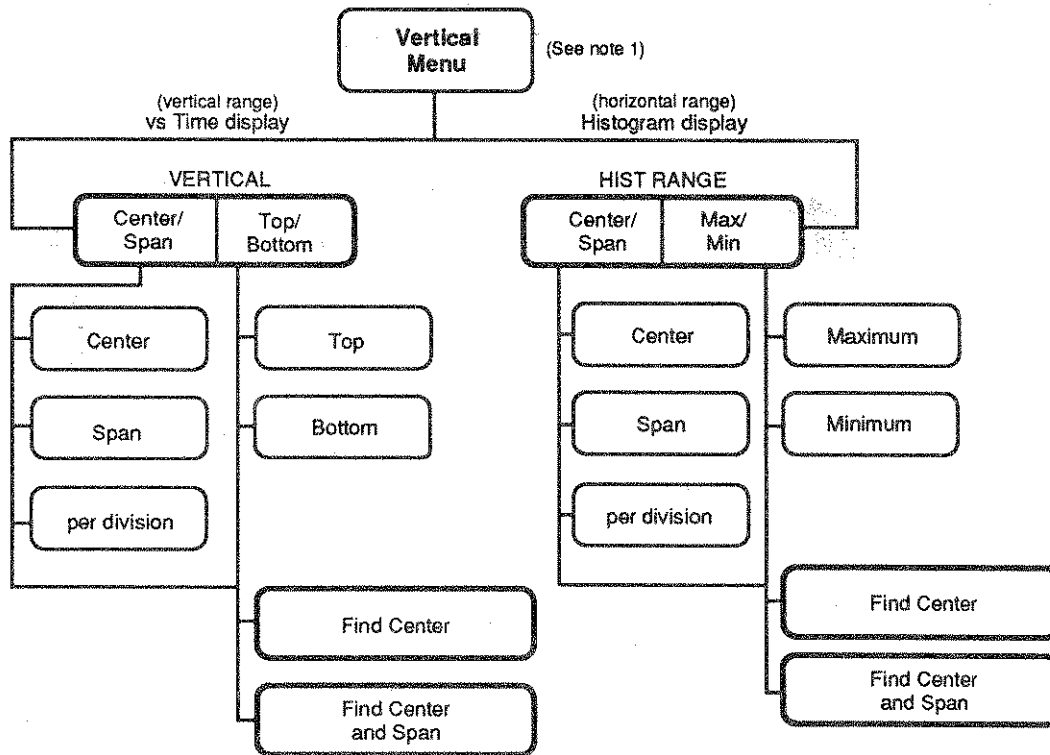 Vertical
Menu
(See note 1)
(vertical range)
vs Time display
(horizontal range)
Histogram display
VERTICAL
Center/
Span
Top/
Bottom
HIST RANGE
Center/
Span
Max/
Min
Center
Span
per division
Top
Bottom
Center
Span
per division
Maximum
Minimum
Find Center
Find Center
and Span
Find Center
Find Center
and Span